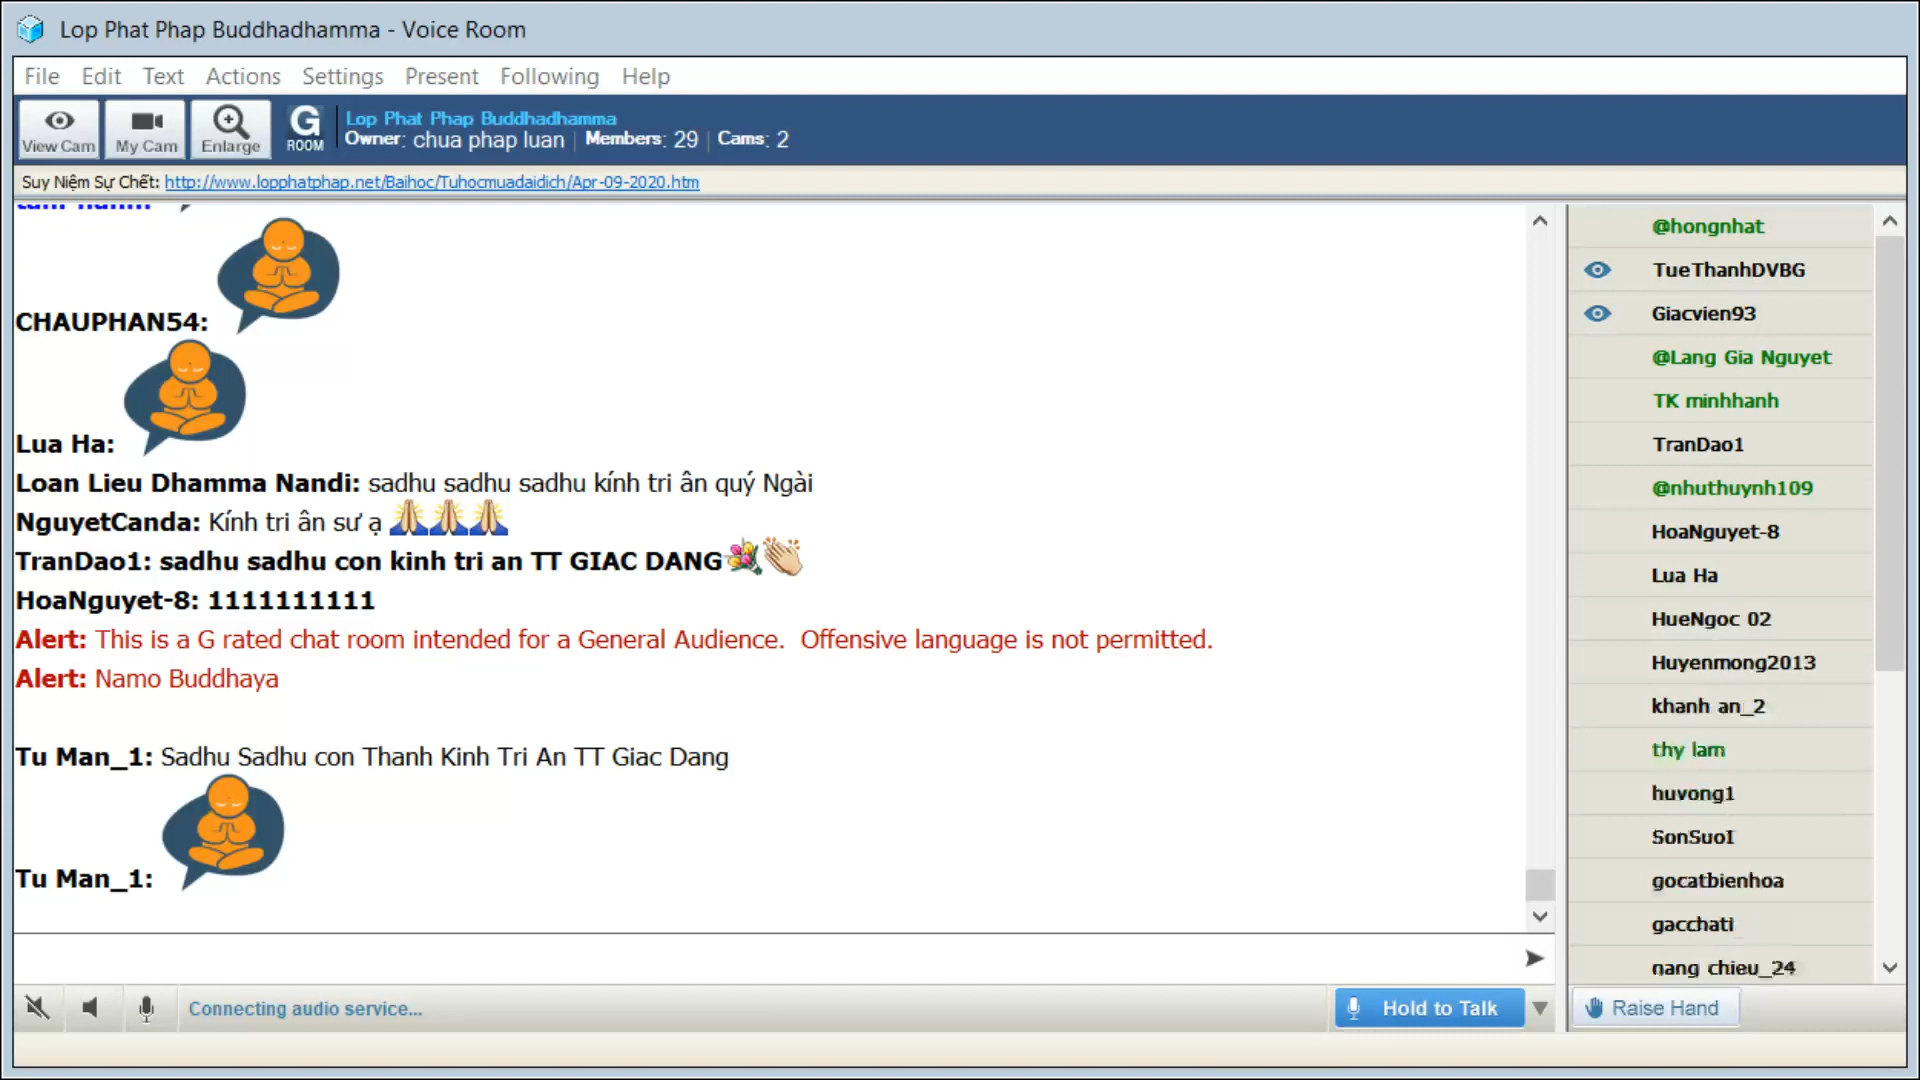 Lop Phat Phap Buddhadhamma - Voice Room
File Edit Text Actions Settings Present Following Help
View Cam My Cam Enlarge G ROOM
Lop Phat Phap Buddhadhamma
Owner: chua phap luan | Members: 29 | Cams: 2
Suy Niệm Sự Chết: http://www.lopphatphap.net/Baihoc/Tuhocmuadaidich/Apr-09-2020.htm
CHAUPHAN54:
Lua Ha:
Loan Lieu Dhamma Nandi: sadhu sadhu sadhu kính tri ân quý Ngài
NguyetCanda: Kính tri ân sư ạ 🙏🙏🙏
TranDao1: sadhu sadhu con kinh tri an TT GIAC DANG💐👏
HoaNguyet-8: 1111111111
Alert: This is a G rated chat room intended for a General Audience. Offensive language is not permitted.
Alert: Namo Buddhaya
Tu Man_1: Sadhu Sadhu con Thanh Kinh Tri An TT Giac Dang
Tu Man_1:
Connecting audio service...
Hold to Talk
@hongnhat
TueThanhDVBG
Giacvien93
@Lang Gia Nguyet
TK minhhanh
TranDao1
@nhuthuynh109
HoaNguyet-8
Lua Ha
HueNgoc 02
Huyenmong2013
khanh an_2
thy lam
huvong1
SonSuoI
gocatbienhoa
gacchati
nang chieu_24
Raise Hand